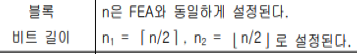 블록 n은 FEA와 동일하게 설정된다.
비트 길이 n₁ = ⌈n/2⌉, n₂ = ⌊n/2⌋ 로 설정된다.